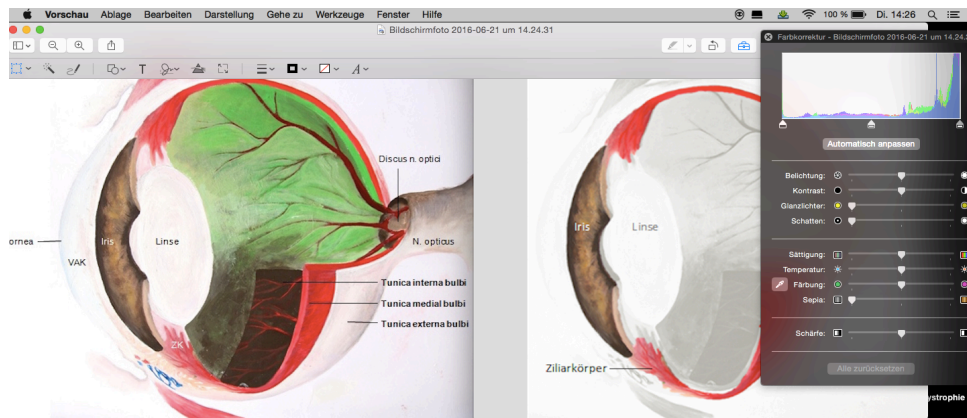 Vorschau Ablage Bearbeiten Darstellung Gehe zu Werkzeuge Fenster Hilfe
100 % Di. 14:26
Bildschirmfoto 2016-06-21 um 14.24.31
Farbkorrektur - Bildschirmfoto 2016-06-21 um 14.24.3
T A
Automatisch anpassen
Belichtung:
Kontrast:
Glanzlichter:
Schatten:
Sättigung:
Temperatur:
Färbung:
Sepia:
Schärfe:
Alle zurücksetzen
Discus n. optici
ornea
Iris
Linse
VAK
N. opticus
Tunica interna bulbi
Tunica medial bulbi
Tunica externa bulbi
ZK
Iris
Linse
Ziliarkörper
ystrophie